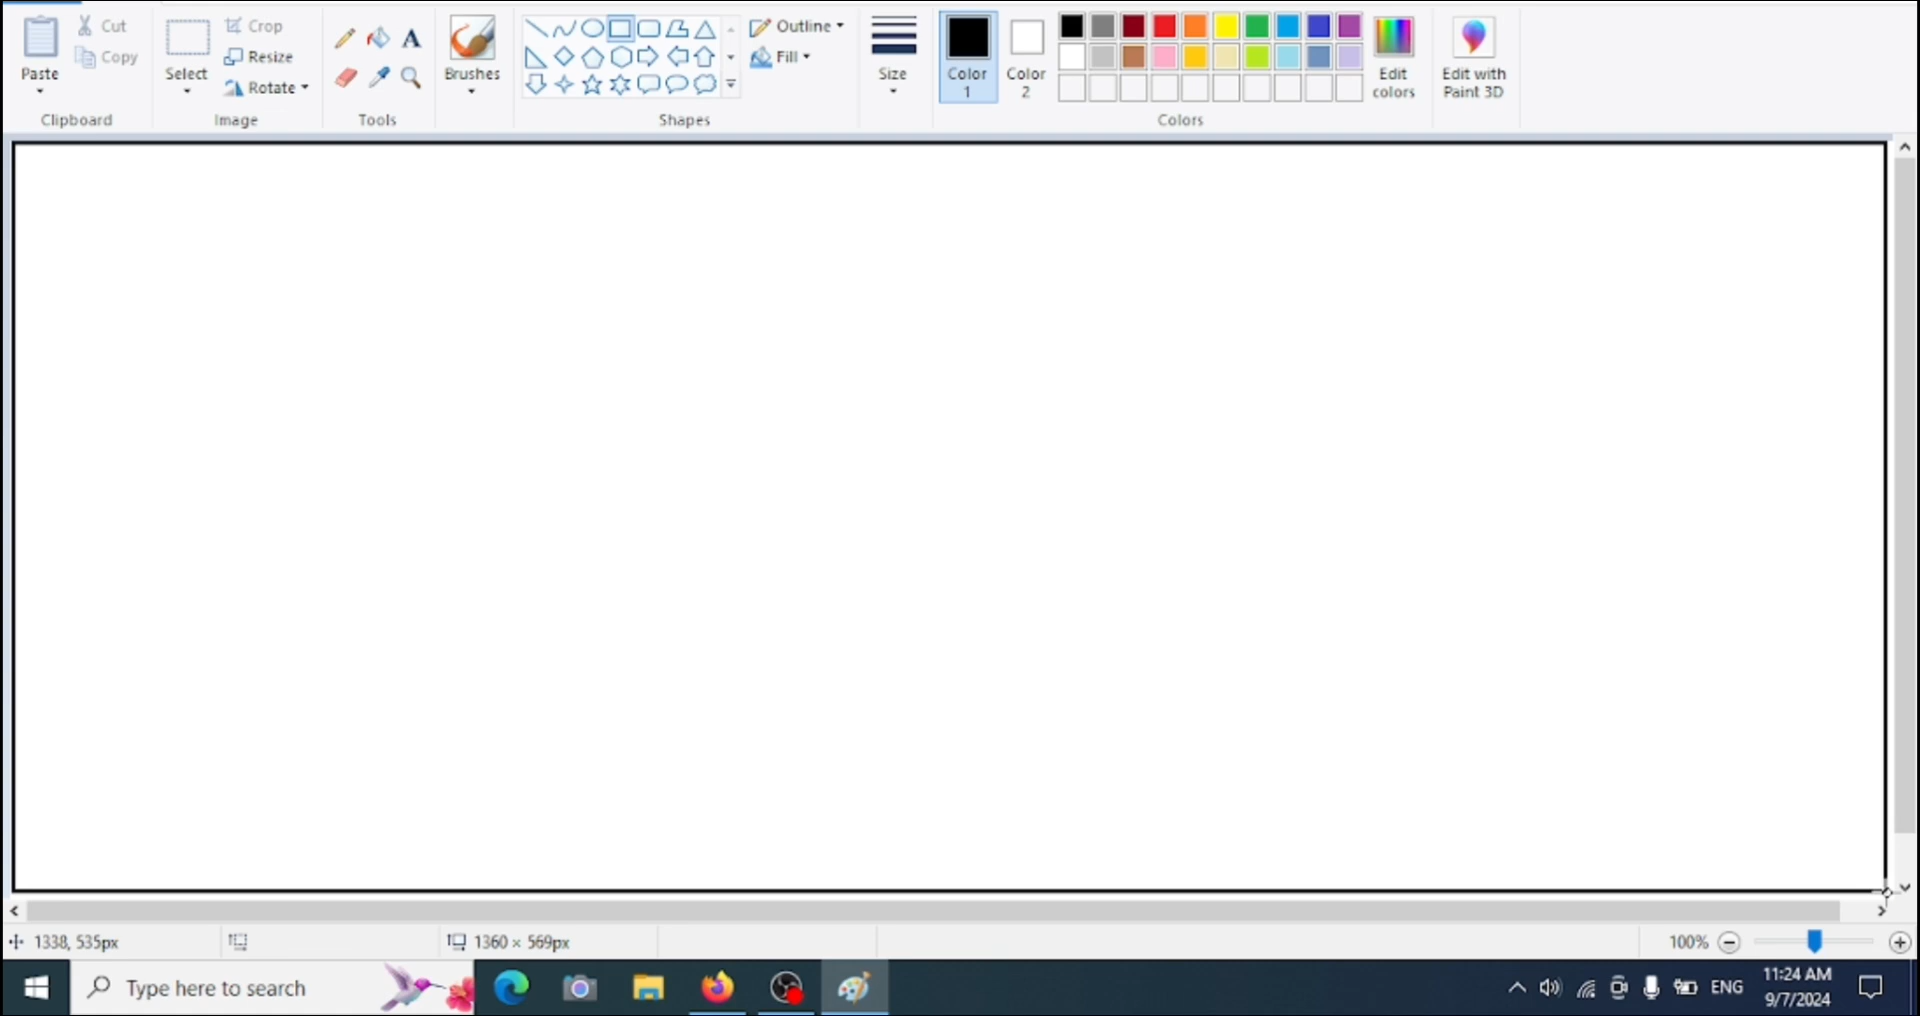 Paste
Cut
Copy
Clipboard
Select
Crop
Resize
Rotate
Image
A
Tools
Brushes
Outline
Fill
Shapes
Size
Color
1
Color
2
Edit
colors
Colors
Edit with
Paint 3D
1338, 535px
1360 × 569px
100%
Type here to search
ENG
11:24 AM
9/7/2024